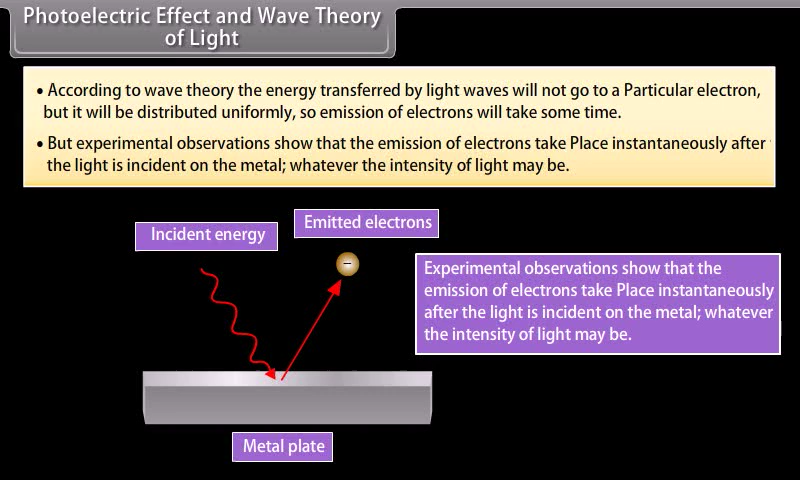 Photoelectric Effect and Wave Theory
of Light
• According to wave theory the energy transferred by light waves will not go to a Particular electron,
but it will be distributed uniformly, so emission of electrons will take some time.
• But experimental observations show that the emission of electrons take Place instantaneously after
the light is incident on the metal; whatever the intensity of light may be.
Emitted electrons
Incident energy
−
Experimental observations show that the
emission of electrons take Place instantaneously
after the light is incident on the metal; whatever
the intensity of light may be.
Metal plate